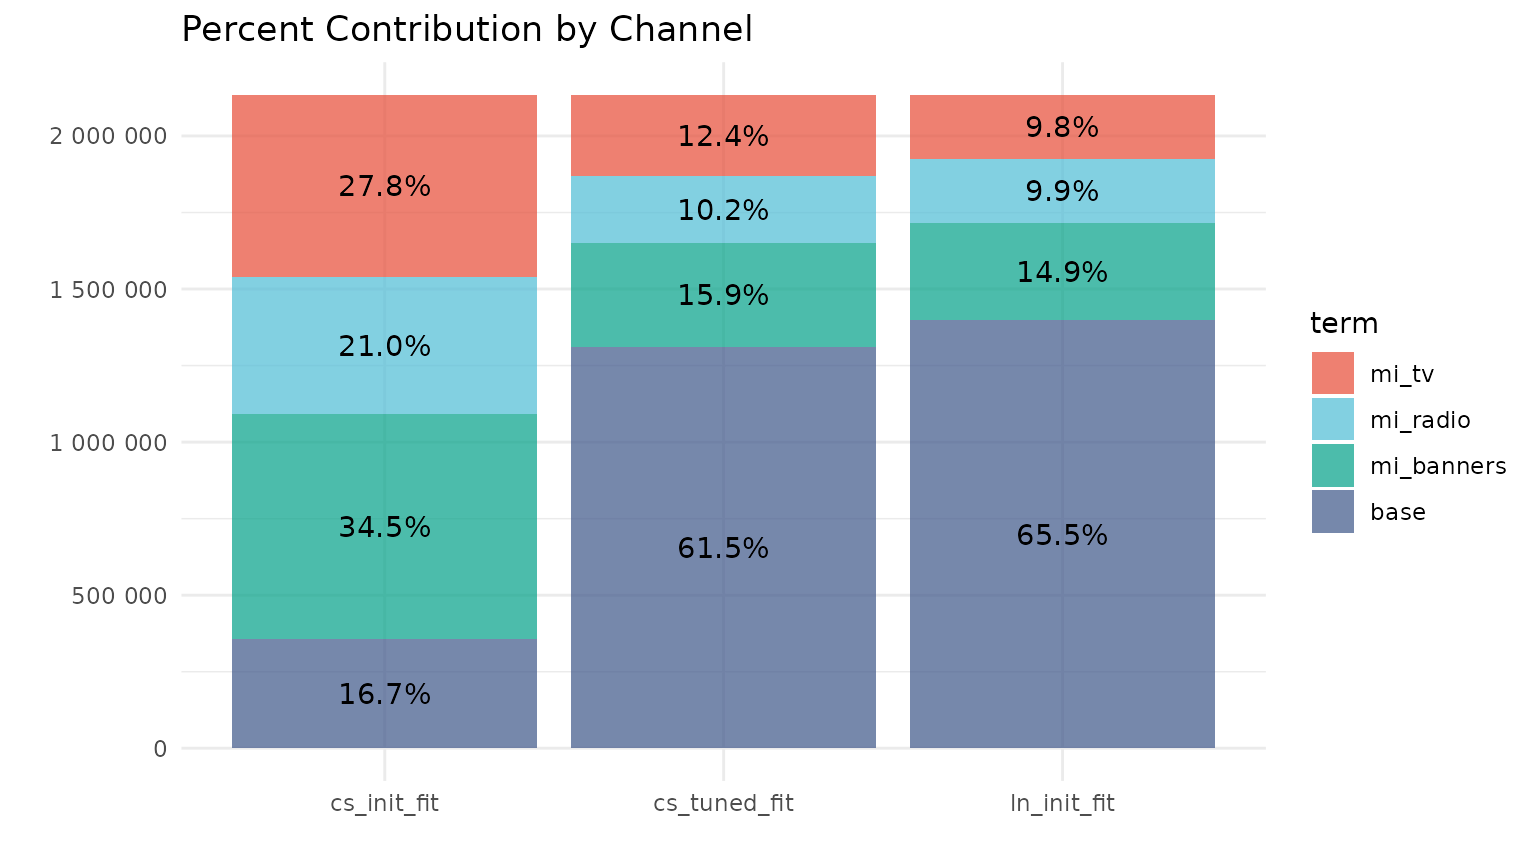 Percent Contribution by Channel
2 000 000
1 500 000
1 000 000
500 000
0
27.8%
21.0%
34.5%
16.7%
12.4%
10.2%
15.9%
61.5%
9.8%
9.9%
14.9%
65.5%
cs_init_fit
cs_tuned_fit
ln_init_fit
term
mi_tv
mi_radio
mi_banners
base